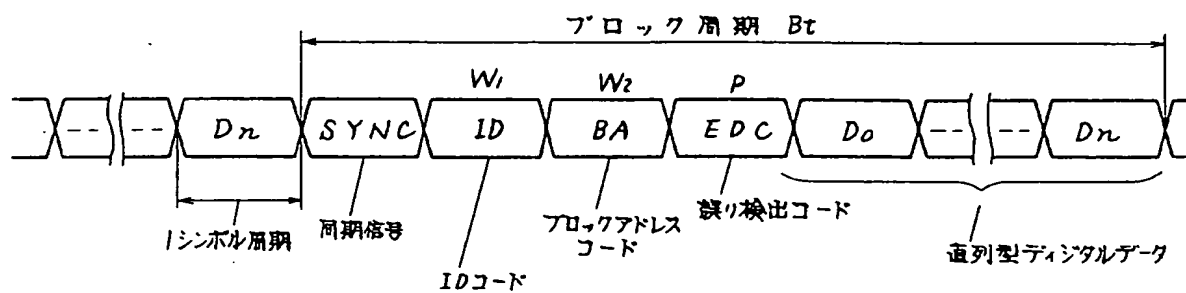 ブロック周期 Bt
W1 W2 P
-- -- Dn SYNC ID BA EDC Do -- -- Dn
1シンボル周期
同期信号
IDコード
ブロックアドレス
コード
誤り検出コード
直列型ディジタルデータ